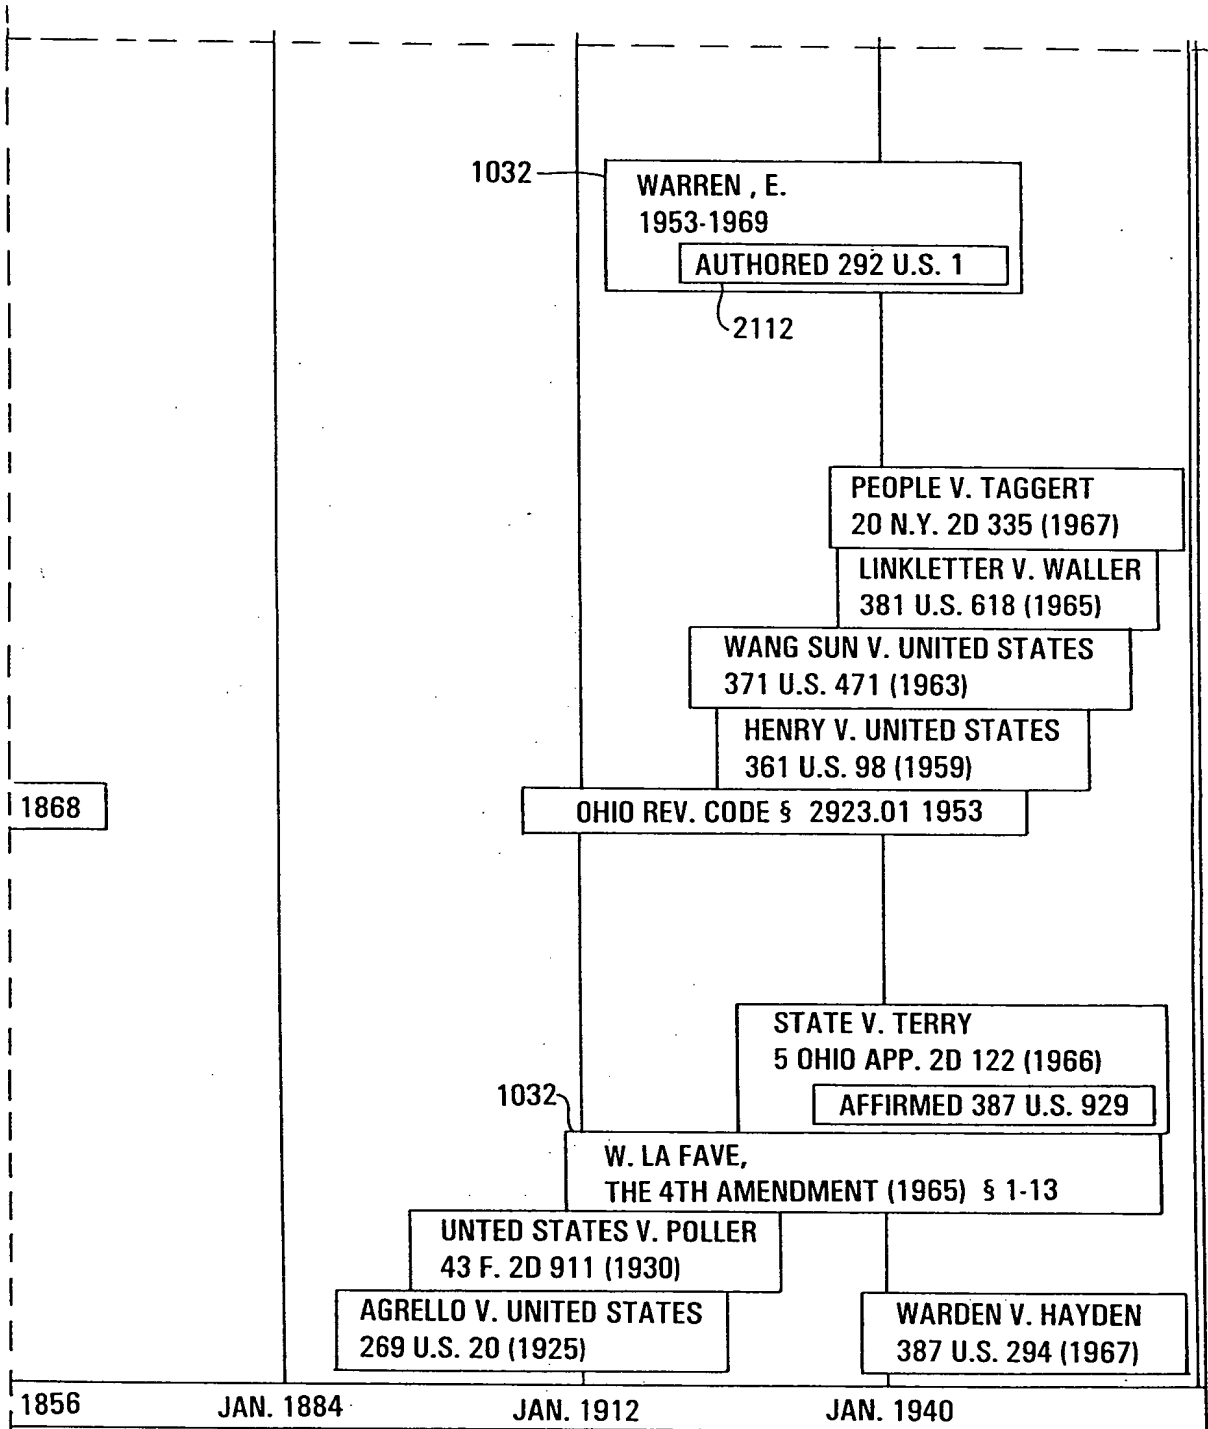 1032
WARREN , E.
1953-1969
AUTHORED 292 U.S. 1
2112
PEOPLE V. TAGGERT
20 N.Y. 2D 335 (1967)
LINKLETTER V. WALLER
381 U.S. 618 (1965)
WANG SUN V. UNITED STATES
371 U.S. 471 (1963)
HENRY V. UNITED STATES
361 U.S. 98 (1959)
1868
OHIO REV. CODE § 2923.01 1953
STATE V. TERRY
5 OHIO APP. 2D 122 (1966)
AFFIRMED 387 U.S. 929
1032
W. LA FAVE,
THE 4TH AMENDMENT (1965) § 1-13
UNTED STATES V. POLLER
43 F. 2D 911 (1930)
AGRELLO V. UNITED STATES
269 U.S. 20 (1925)
WARDEN V. HAYDEN
387 U.S. 294 (1967)
1856 JAN. 1884 JAN. 1912 JAN. 1940